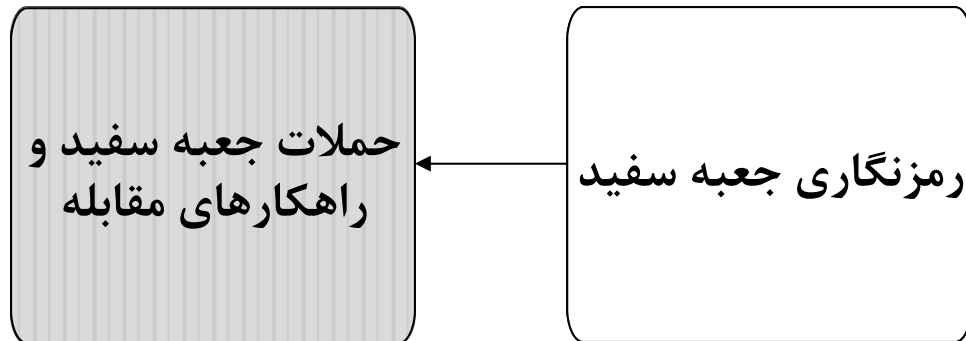 رمزنگاری جعبه سفید
حملات جعبه سفید و
راهکارهای مقابله